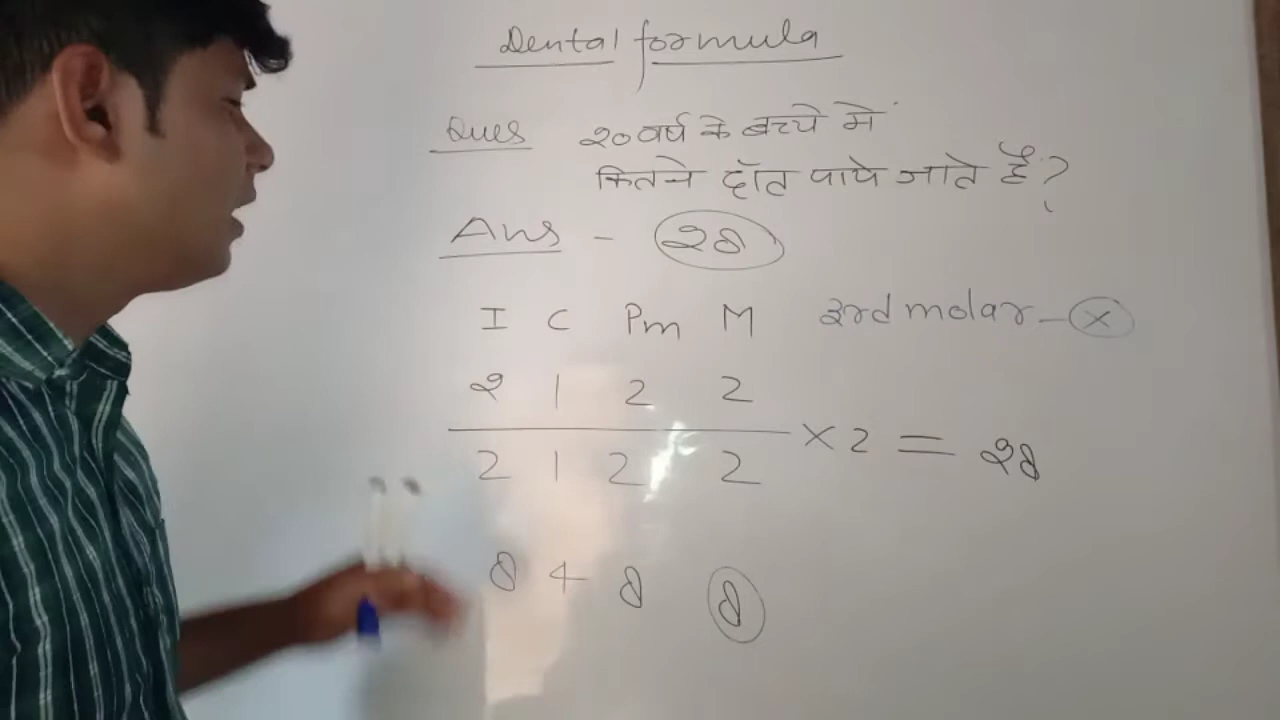 Dental formula
Ques 20 वर्ष के बच्चे में
कितने दाँत पाये जाते हैं?
Ans - 28
I C Pm M 3rd molar - X
2 1 2 2
2 1 2 2 × 2 = 28
8 4 8 8